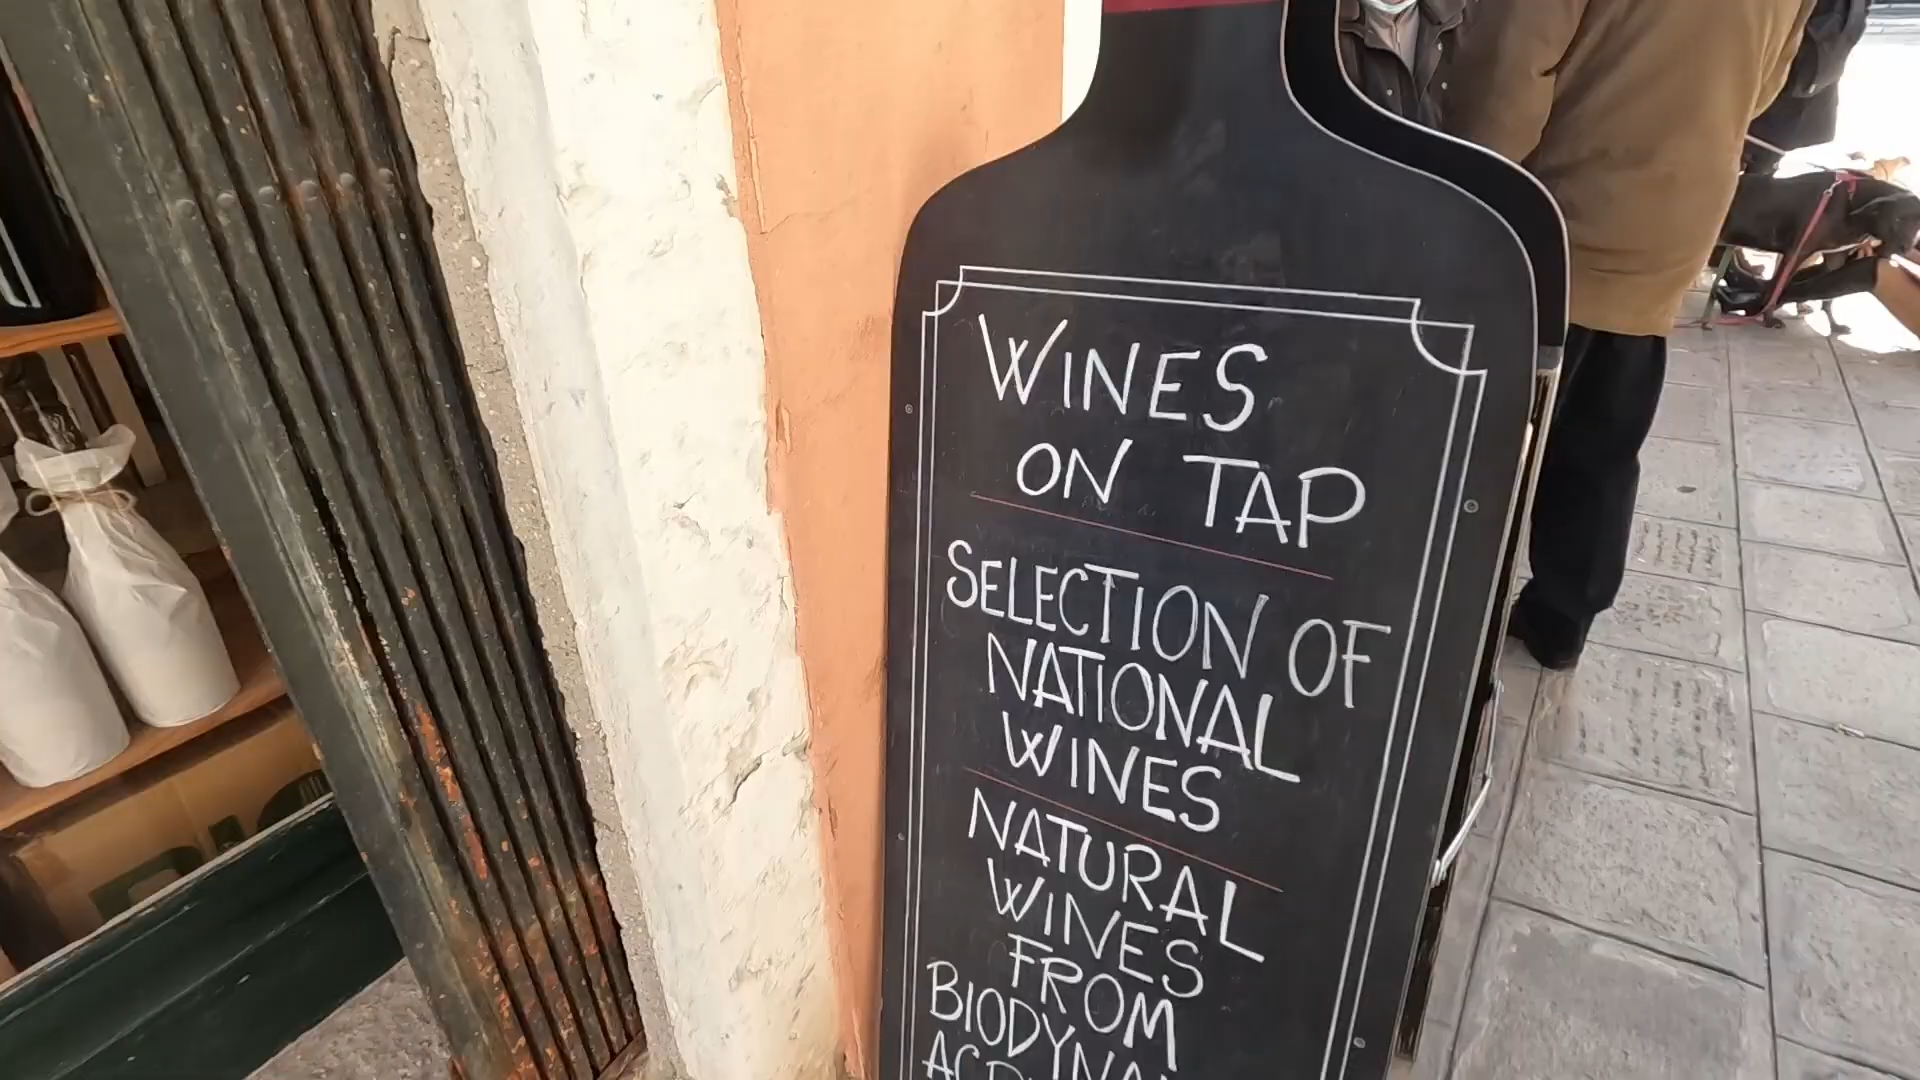 WINES
ON TAP
SELECTION OF
NATIONAL
WINES
NATURAL
WINES
FROM